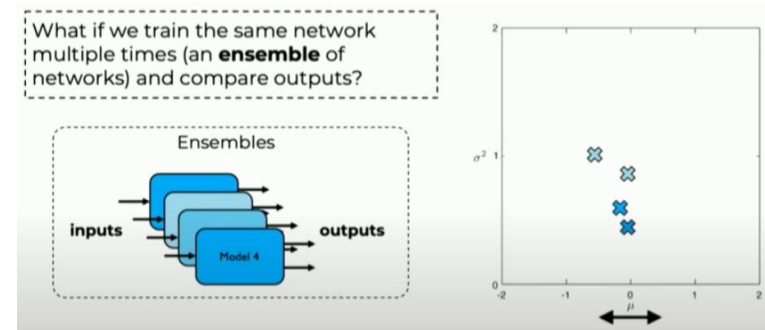 What if we train the same network
multiple times (an ensemble of
networks) and compare outputs?
Ensembles
inputs
outputs
Model 4
2
σ² 1
0
-2 -1 0 1 2
μ